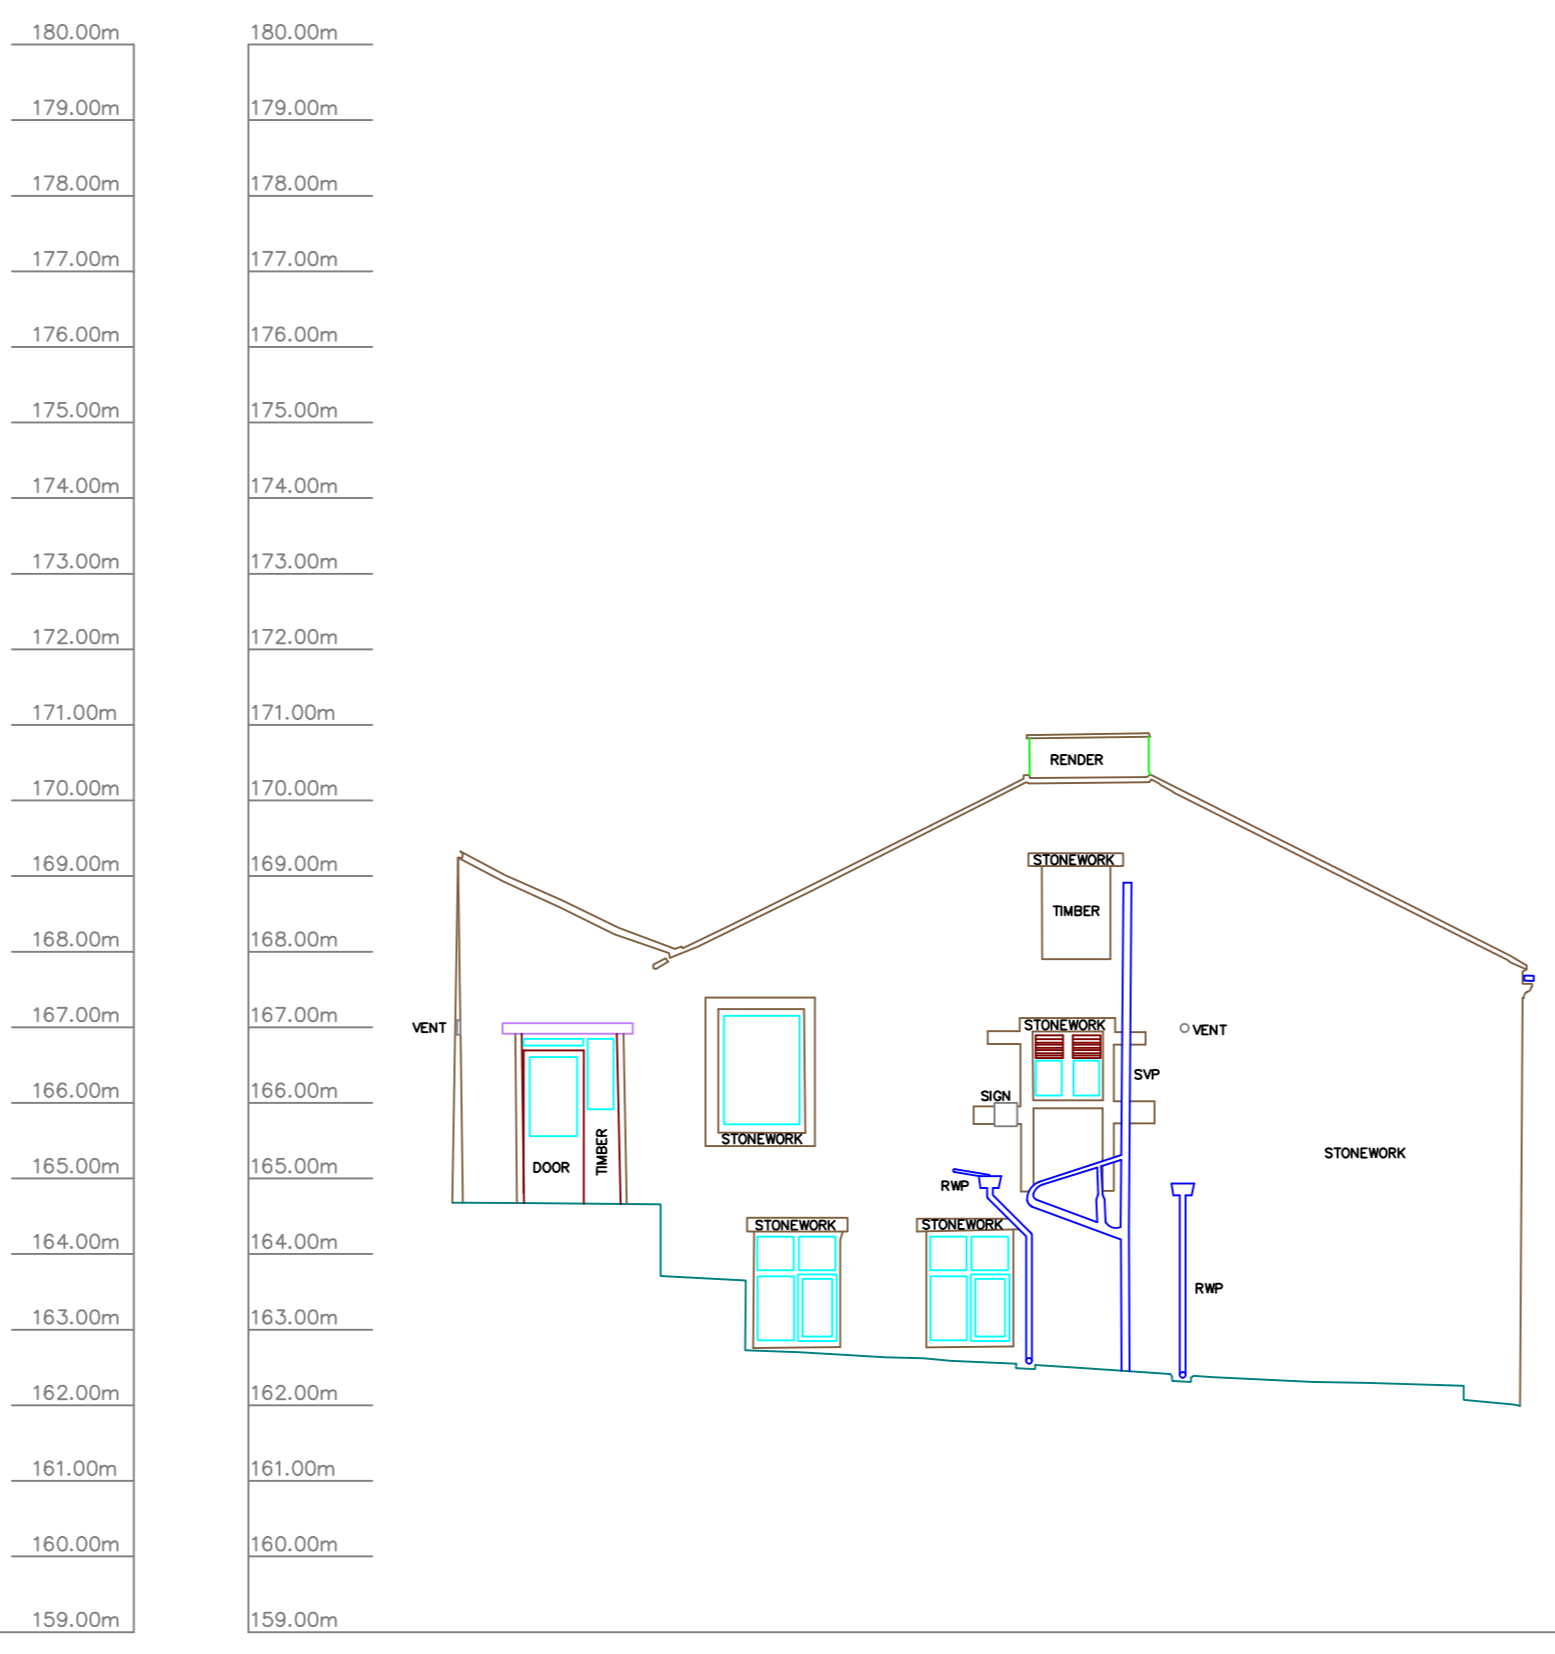 180.00m 180.00m
179.00m 179.00m
178.00m 178.00m
177.00m 177.00m
176.00m 176.00m
175.00m 175.00m
174.00m 174.00m
173.00m 173.00m
172.00m 172.00m
171.00m 171.00m
RENDER
170.00m 170.00m
169.00m 169.00m
STONEWORK
TIMBER
168.00m 168.00m
167.00m 167.00m
VENT
STONEWORK
VENT
SVP
166.00m 166.00m
SIGN
STONEWORK
TIMBER
STONEWORK
165.00m 165.00m
DOOR
RWP
STONEWORK
STONEWORK
164.00m 164.00m
RWP
163.00m 163.00m
162.00m 162.00m
161.00m 161.00m
160.00m 160.00m
159.00m 159.00m